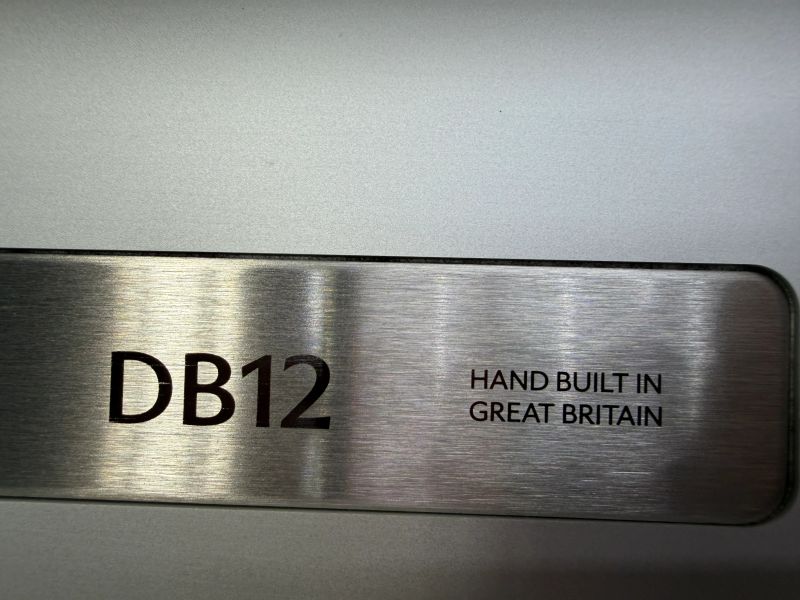 DB12
HAND BUILT IN
GREAT BRITAIN